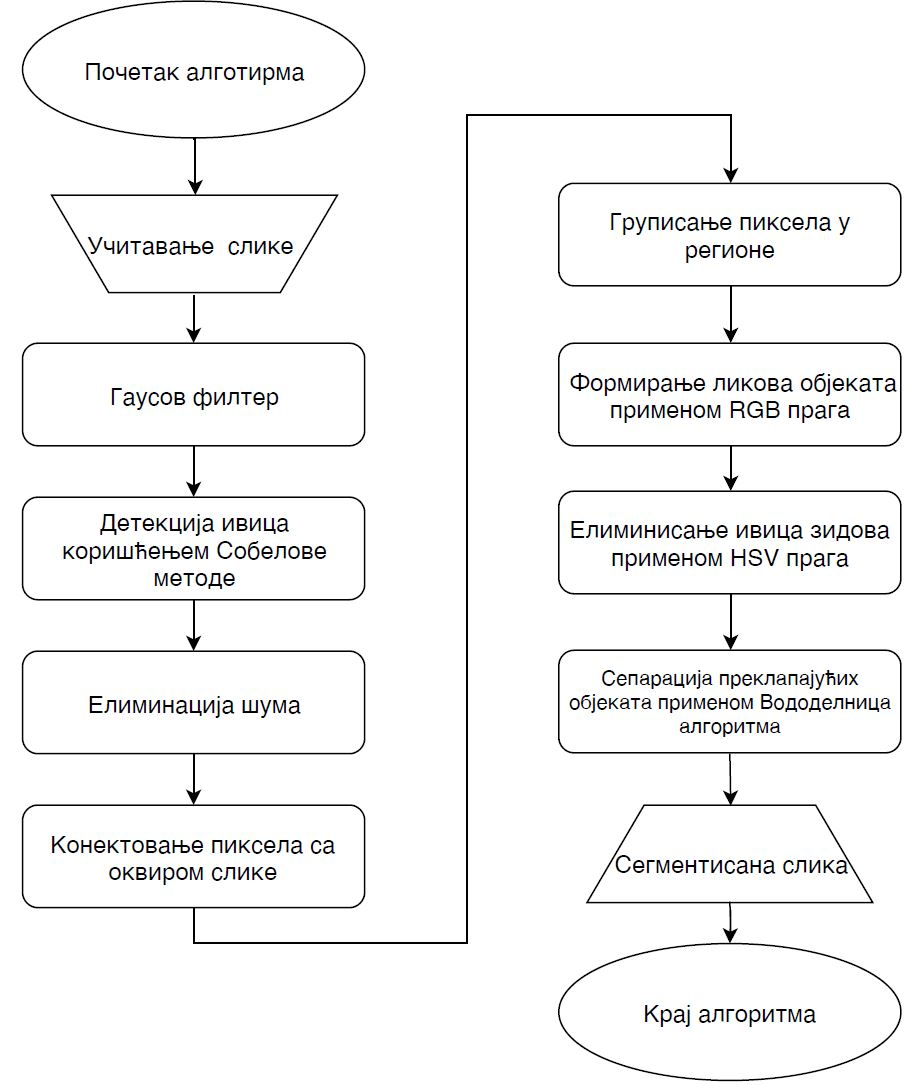 Почетак алготирма
Учитавање слике
Гаусов филтер
Детекција ивица
коришћењем Собелове
методе
Елиминација шума
Конектовање пиксела са
оквиром слике
Груписање пиксела у
регионе
Формирање ликова објеката
применом RGB прага
Елиминисање ивица зидова
применом HSV прага
Сепарација преклапајућих
објеката применом Вододелница
алгоритма
Сегментисана слика
Крај алгоритма